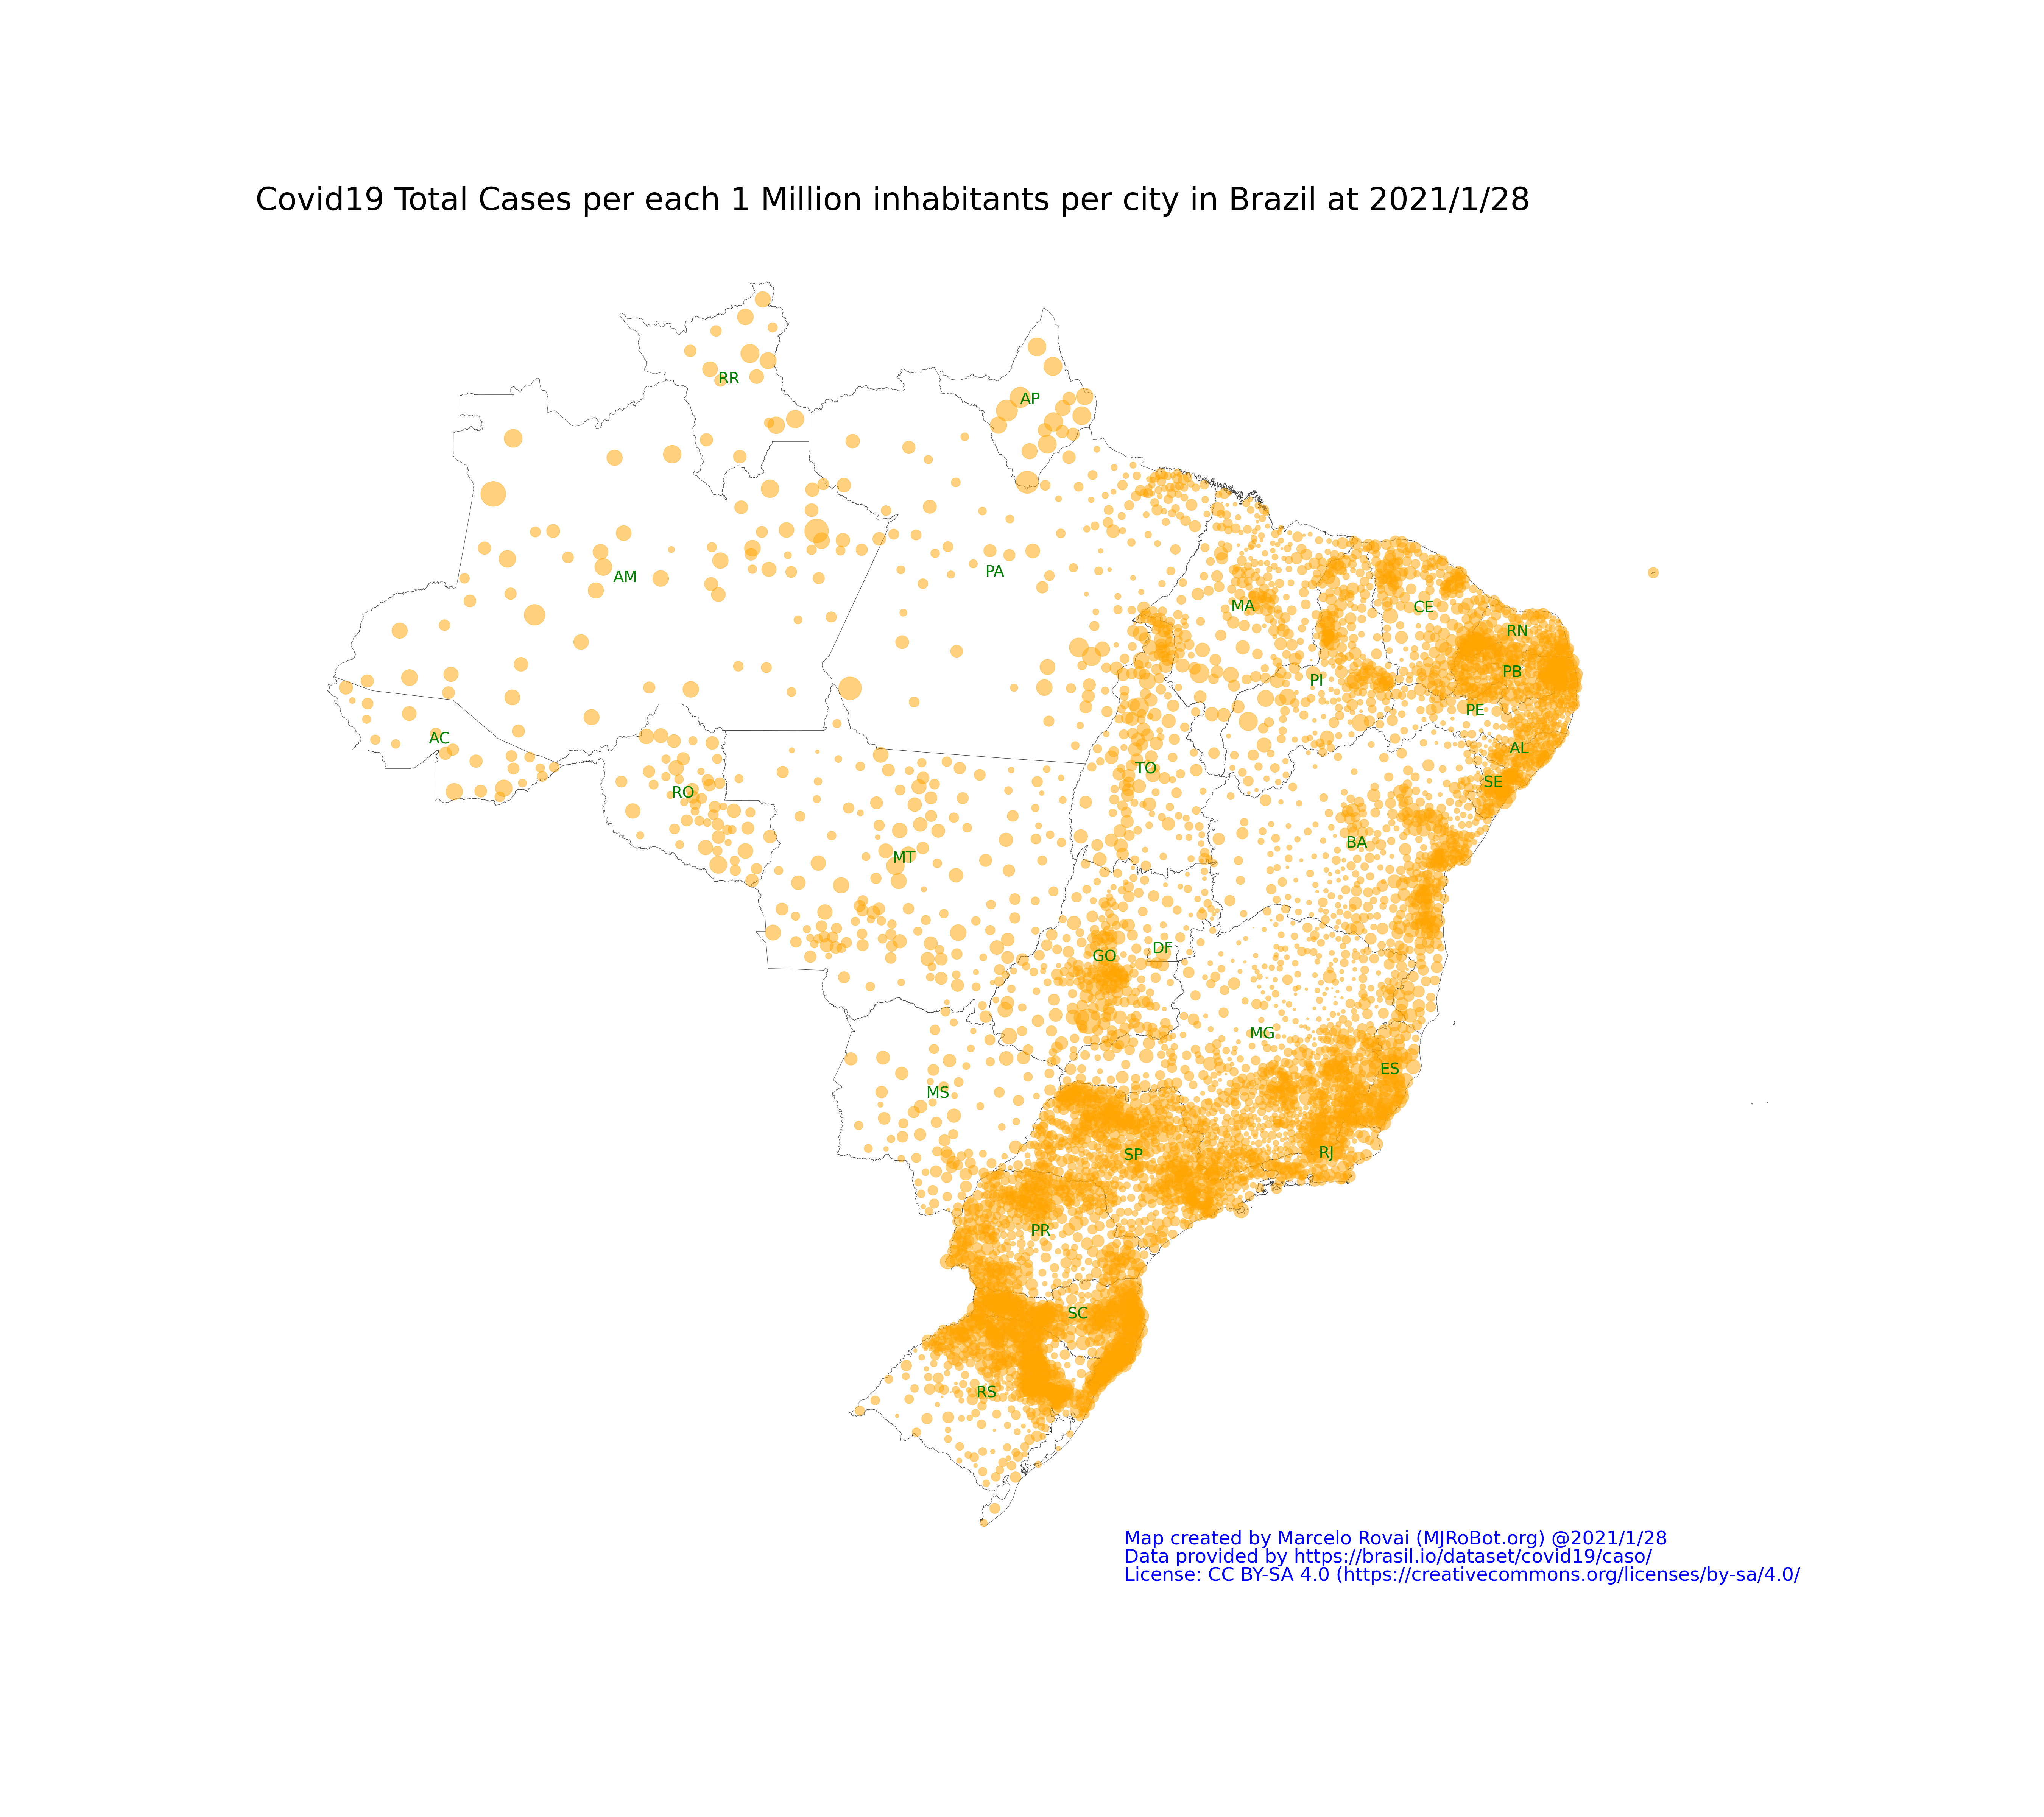 Covid19 Total Cases per each 1 Million inhabitants per city in Brazil at 2021/1/28
RR
AP
AM
PA
MA
CE
RN
PB
PI
PE
AC
AL
TO
SE
RO
BA
MT
DF
GO
MG
ES
MS
RJ
SP
PR
SC
RS
Map created by Marcelo Rovai (MJRoBot.org) @2021/1/28
Data provided by https://brasil.io/dataset/covid19/caso/
License: CC BY-SA 4.0 (https://creativecommons.org/licenses/by-sa/4.0/